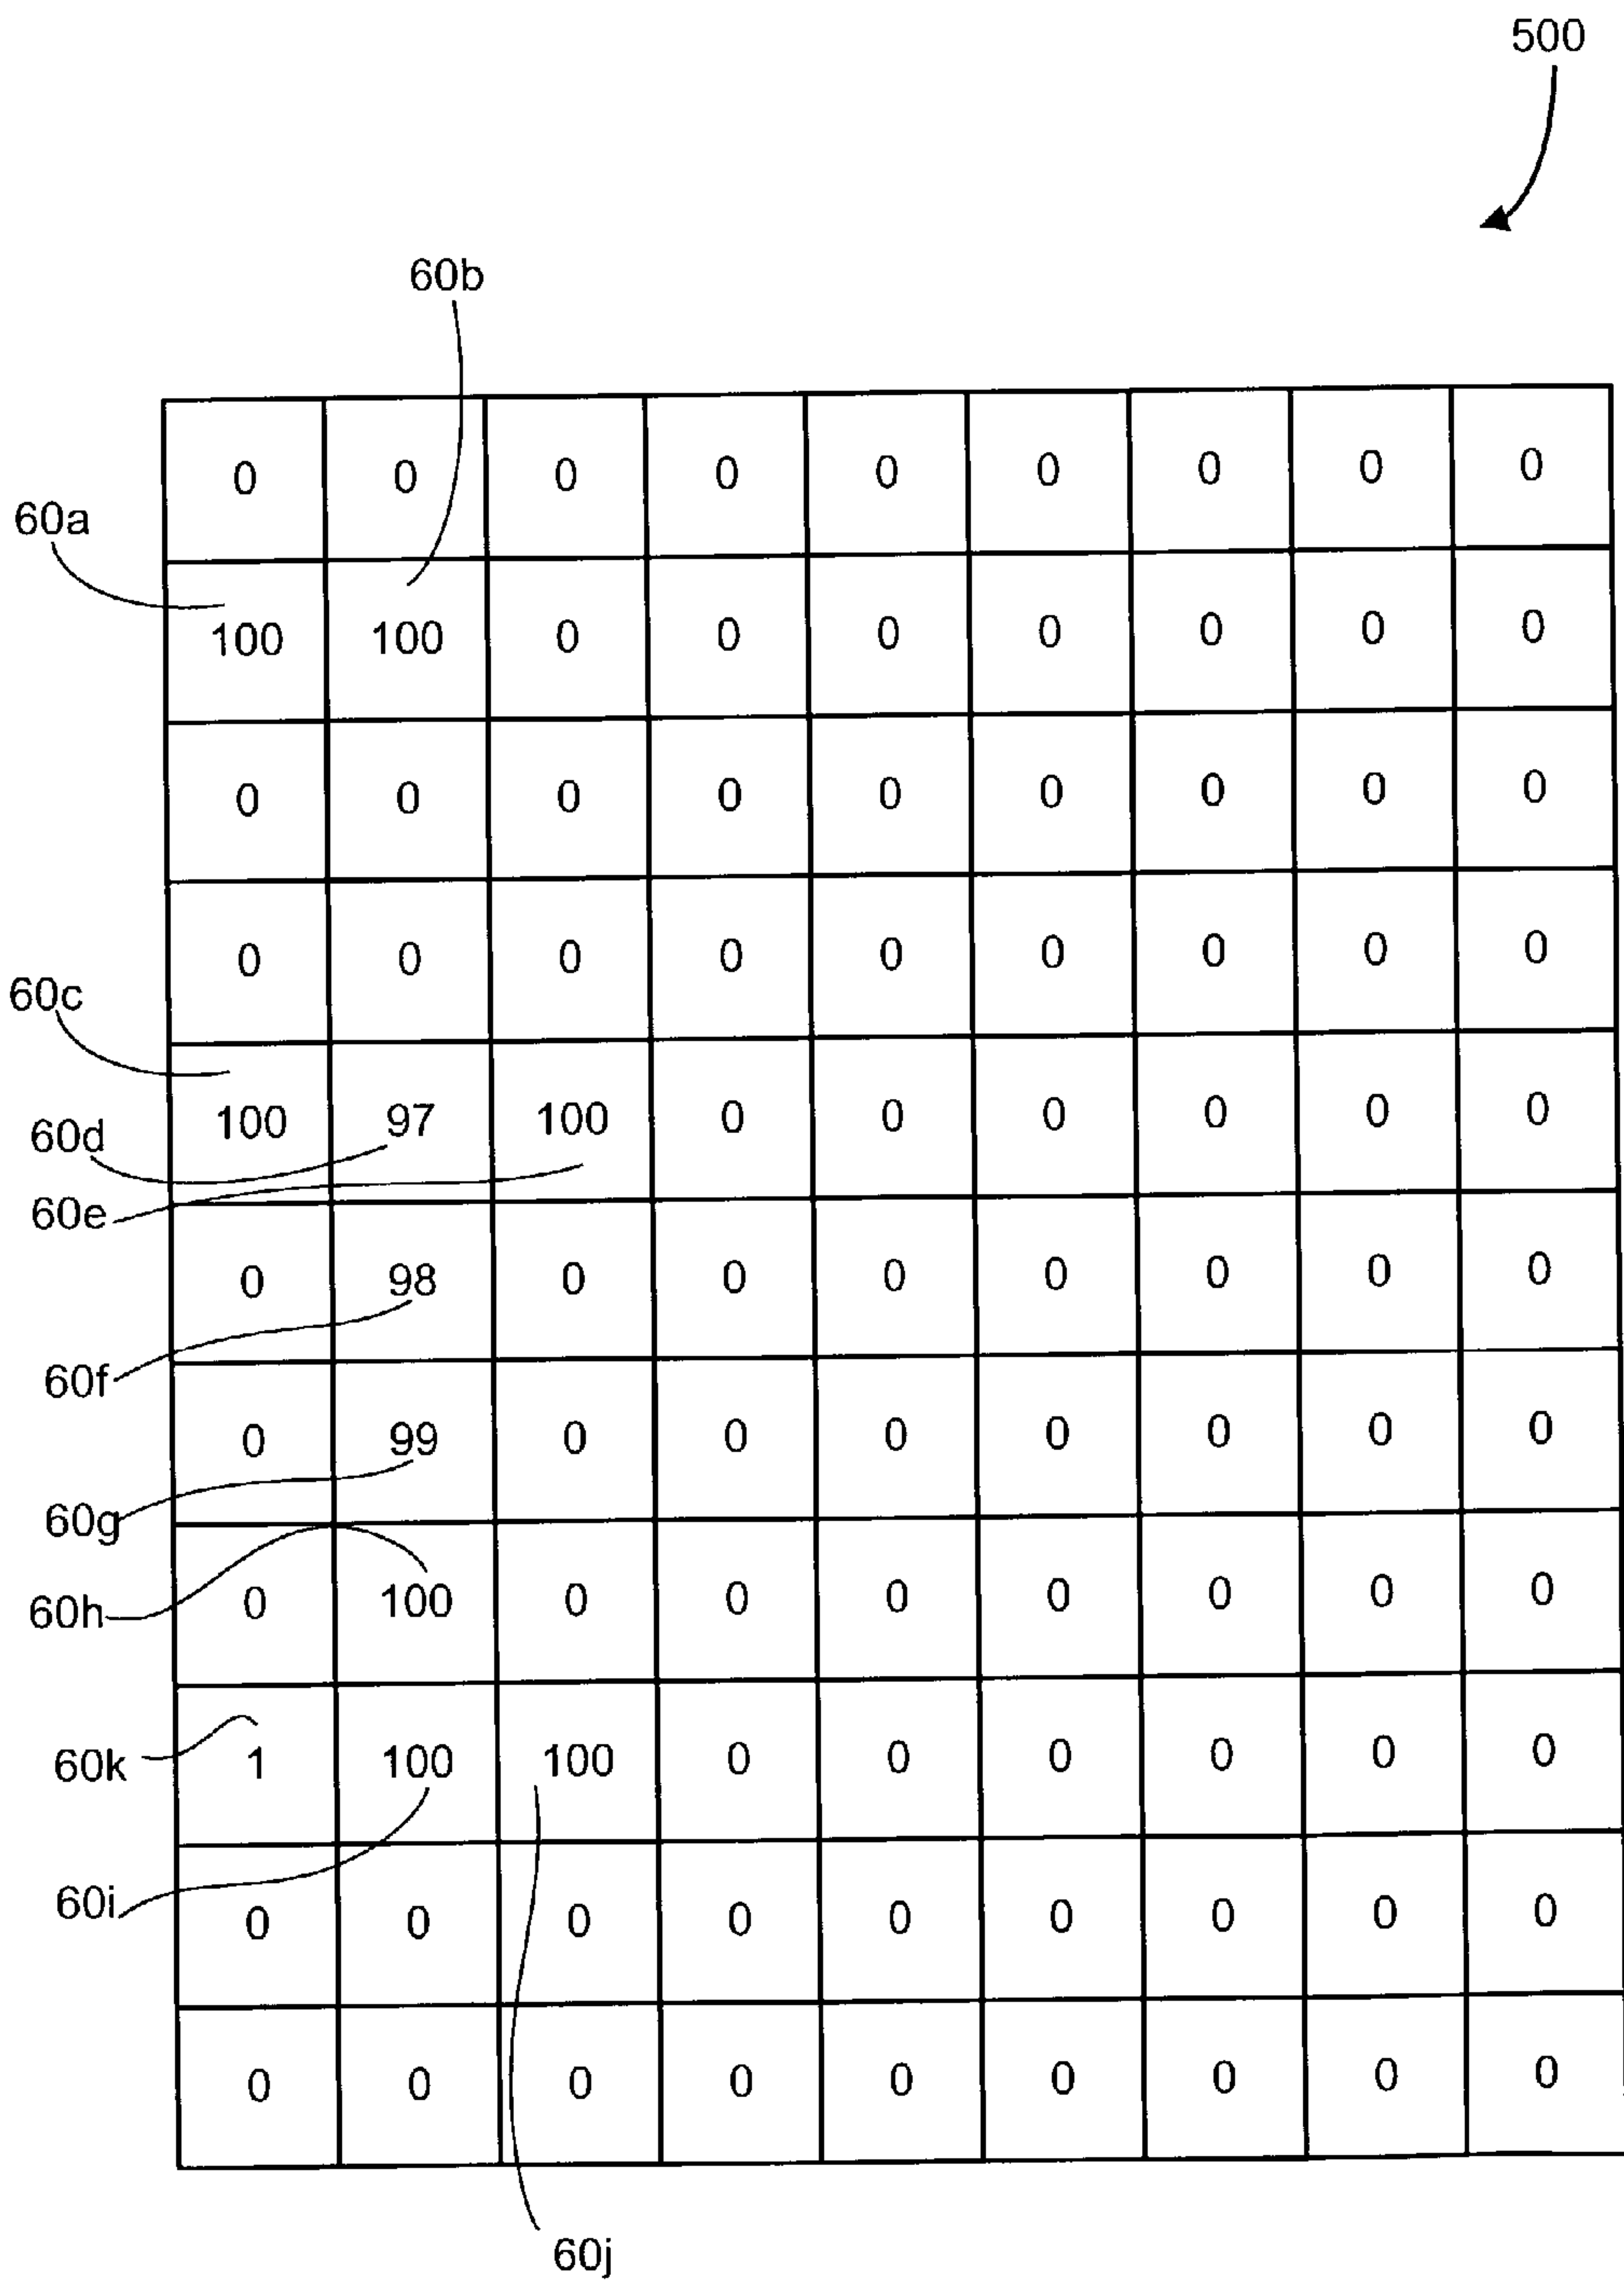 500
60b
0 0 0 0 0 0 0 0 0
60a
100 100 0 0 0 0 0 0 0
0 0 0 0 0 0 0 0 0
0 0 0 0 0 0 0 0 0
60c
100 97 100 0 0 0 0 0 0
60d
60e
0 98 0 0 0 0 0 0 0
60f
0 99 0 0 0 0 0 0 0
60g
0 100 0 0 0 0 0 0 0
60h
60k
1 100 100 0 0 0 0 0 0
60i
0 0 0 0 0 0 0 0 0
0 0 0 0 0 0 0 0 0
60j